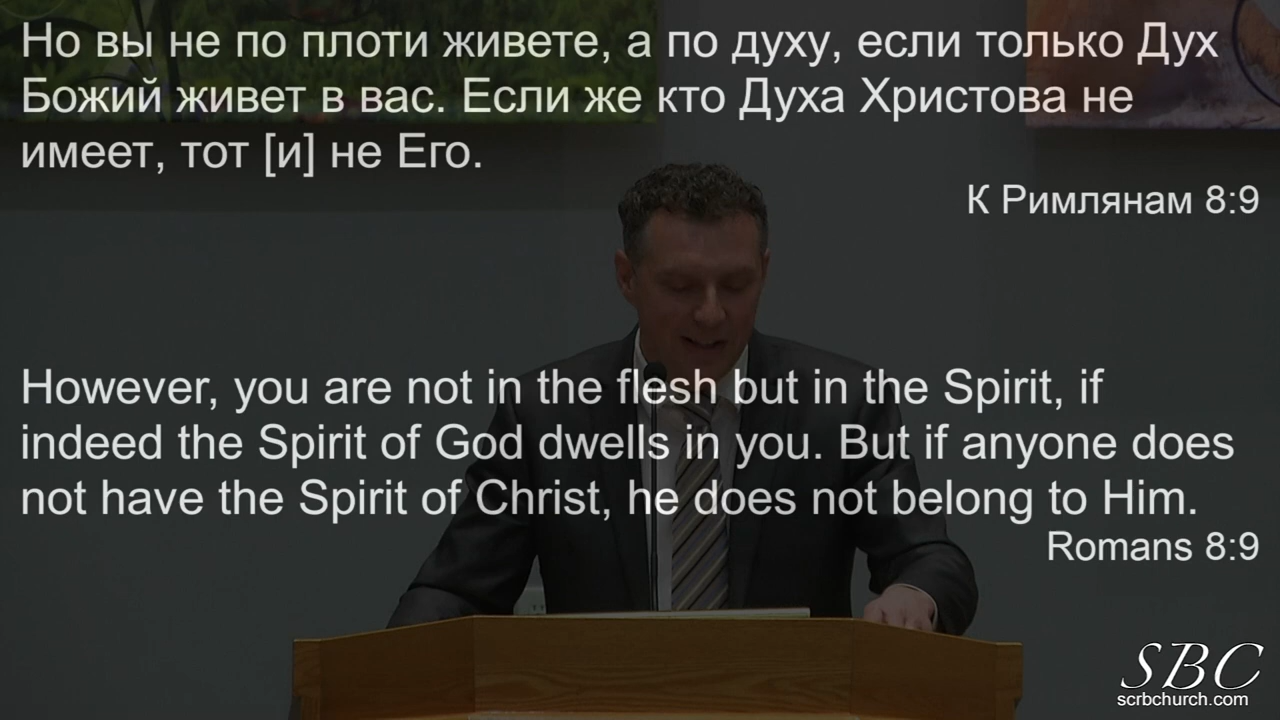 Но вы не по плоти живете, а по духу, если только Дух
Божий живет в вас. Если же кто Духа Христова не
имеет, тот [и] не Его.
К Римлянам 8:9
However, you are not in the flesh but in the Spirit, if
indeed the Spirit of God dwells in you. But if anyone does
not have the Spirit of Christ, he does not belong to Him.
Romans 8:9
SBC
scrbchurch.com